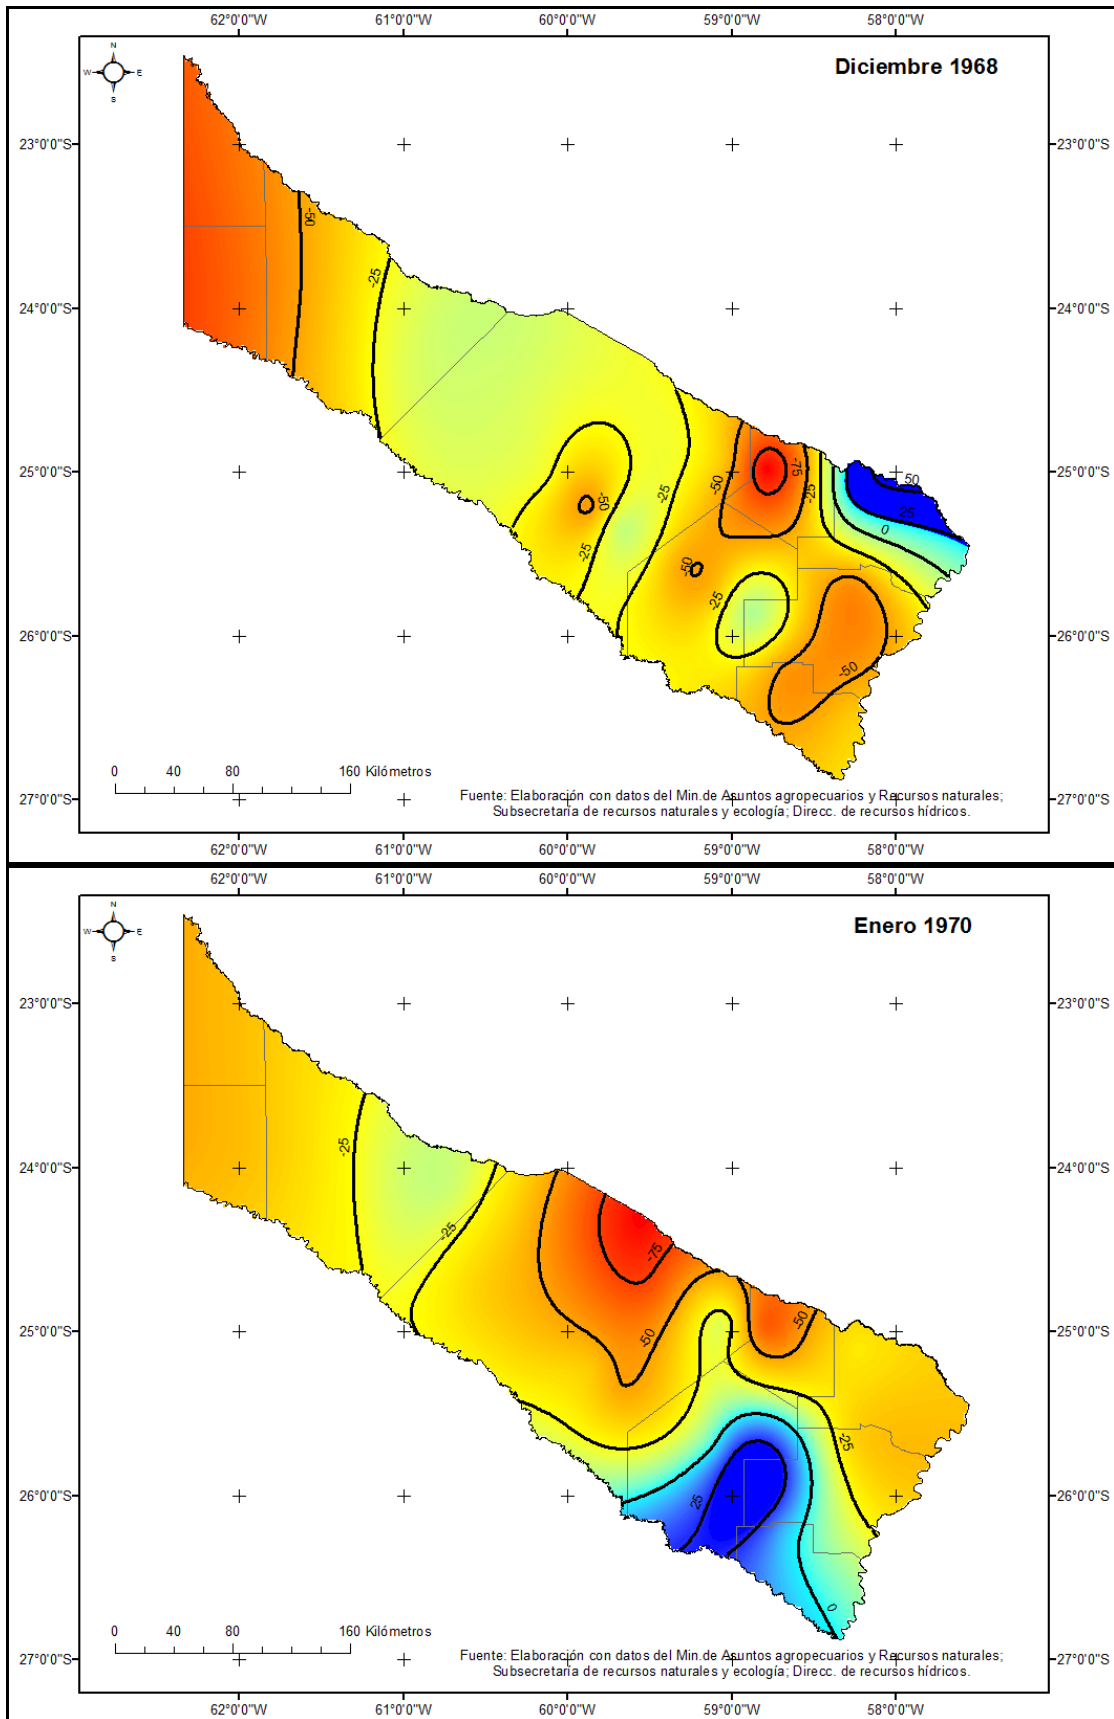 62°0'0"W 61°0'0"W 60°0'0"W 59°0'0"W 58°0'0"W
N
W E
S
Diciembre 1968
23°0'0"S 23°0'0"S
-50
-25
24°0'0"S 24°0'0"S
25°0'0"S 25°0'0"S
-75
-50
-25
-50
-25
50
25
0
-50
-25
-50
-25
26°0'0"S 26°0'0"S
-50
0 40 80 160 Kilómetros
27°0'0"S 27°0'0"S
Fuente: Elaboración con datos del Min.de Asuntos agropecuarios y Recursos naturales;
Subsecretaría de recursos naturales y ecología; Direcc. de recursos hídricos.
62°0'0"W 61°0'0"W 60°0'0"W 59°0'0"W 58°0'0"W
62°0'0"W 61°0'0"W 60°0'0"W 59°0'0"W 58°0'0"W
N
W E
S
Enero 1970
23°0'0"S 23°0'0"S
-25
24°0'0"S 24°0'0"S
-25
-75
-50
-50
25°0'0"S 25°0'0"S
-25
25
26°0'0"S 26°0'0"S
0
0 40 80 160 Kilómetros
27°0'0"S 27°0'0"S
Fuente: Elaboración con datos del Min.de Asuntos agropecuarios y Recursos naturales;
Subsecretaría de recursos naturales y ecología; Direcc. de recursos hídricos.
62°0'0"W 61°0'0"W 60°0'0"W 59°0'0"W 58°0'0"W